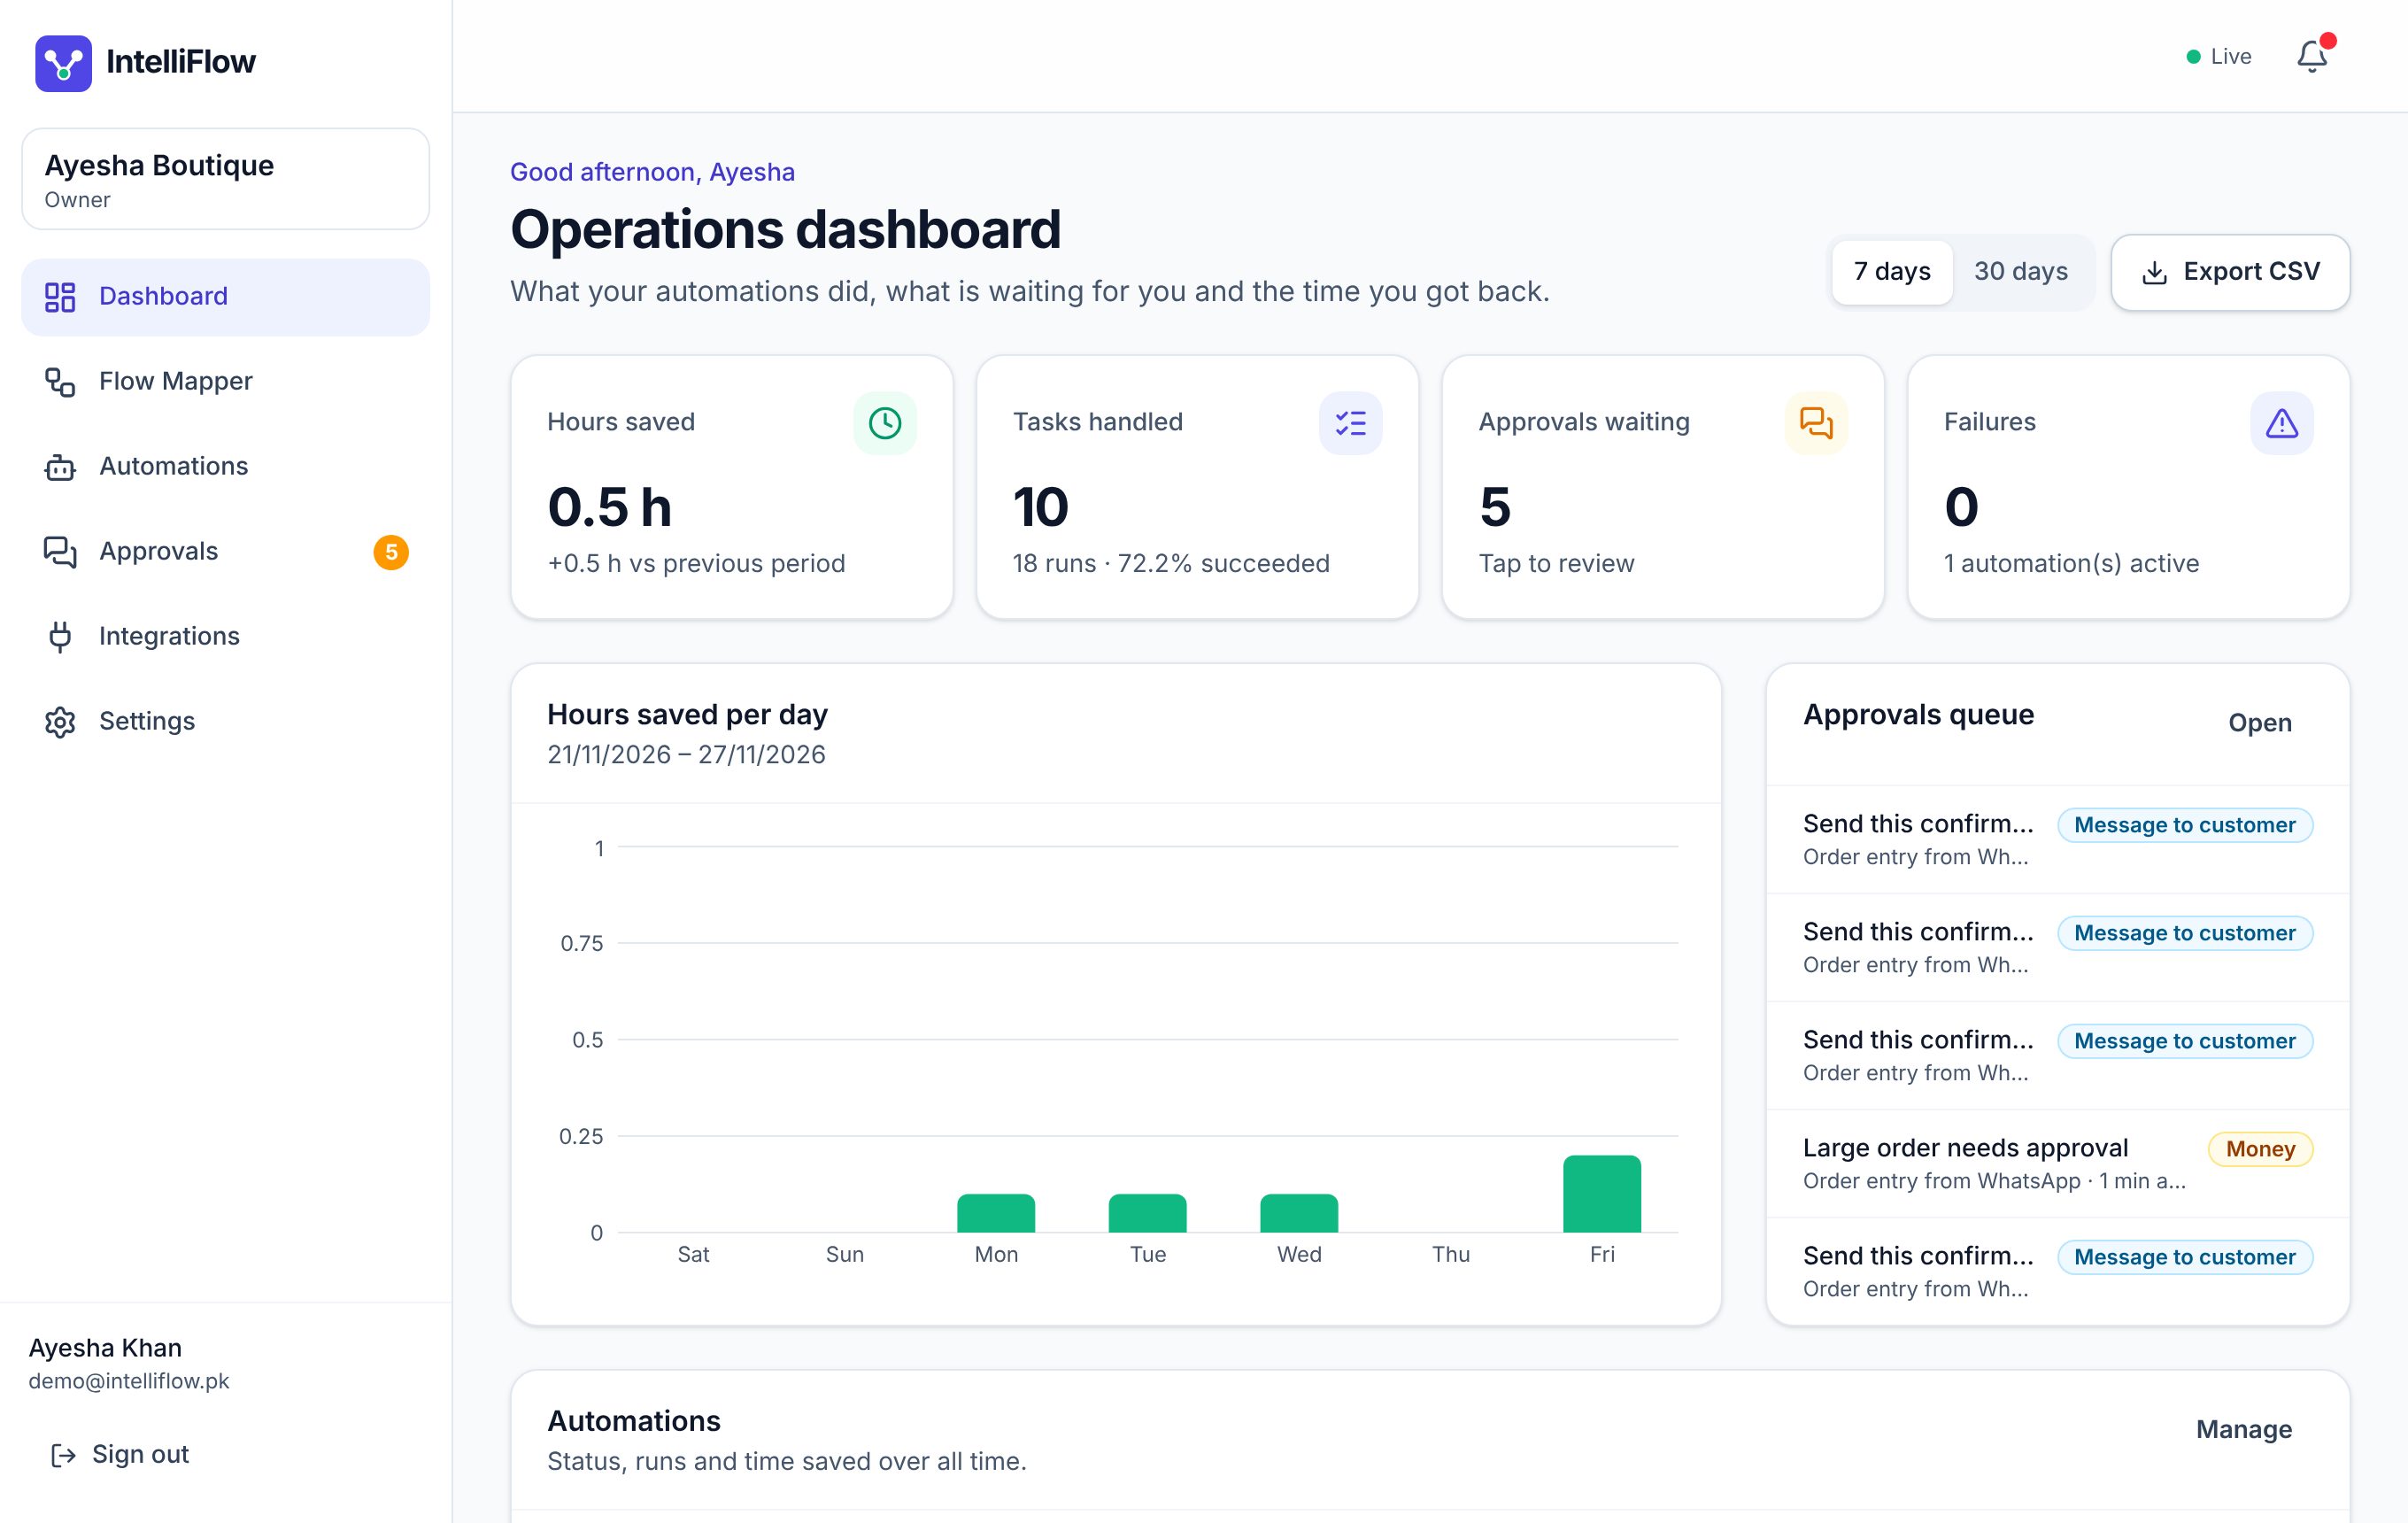 IntelliFlow
Ayesha Boutique
Owner
Dashboard
Flow Mapper
Automations
Approvals 5
Integrations
Settings
Ayesha Khan
demo@intelliflow.pk
Sign out
Live
Good afternoon, Ayesha
Operations dashboard
What your automations did, what is waiting for you and the time you got back.
7 days 30 days Export CSV
Hours saved
0.5 h
+0.5 h vs previous period
Tasks handled
10
18 runs · 72.2% succeeded
Approvals waiting
5
Tap to review
Failures
0
1 automation(s) active
Hours saved per day
21/11/2026 – 27/11/2026
1
0.75
0.5
0.25
0
Sat Sun Mon Tue Wed Thu Fri
Approvals queue Open
Send this confirm... Message to customer
Order entry from Wh...
Send this confirm... Message to customer
Order entry from Wh...
Send this confirm... Message to customer
Order entry from Wh...
Large order needs approval Money
Order entry from WhatsApp · 1 min a...
Send this confirm... Message to customer
Order entry from Wh...
Automations Manage
Status, runs and time saved over all time.